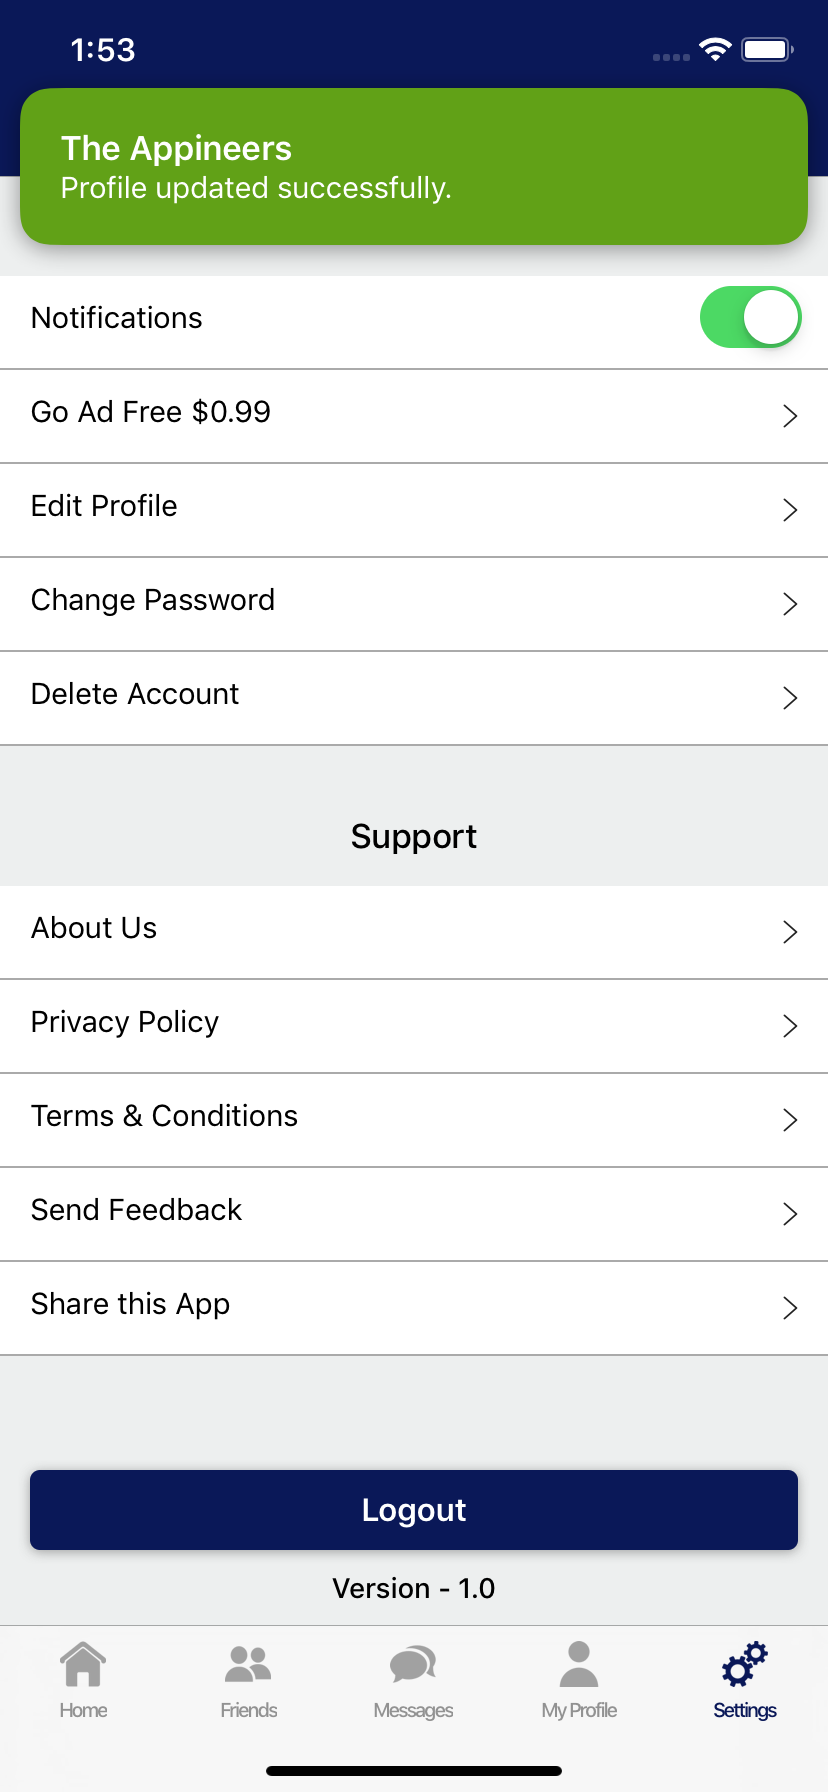 1:53
The Appineers
Profile updated successfully.
Notifications
Go Ad Free $0.99
Edit Profile
Change Password
Delete Account
Support
About Us
Privacy Policy
Terms & Conditions
Send Feedback
Share this App
Logout
Version - 1.0
Home Friends Messages My Profile Settings